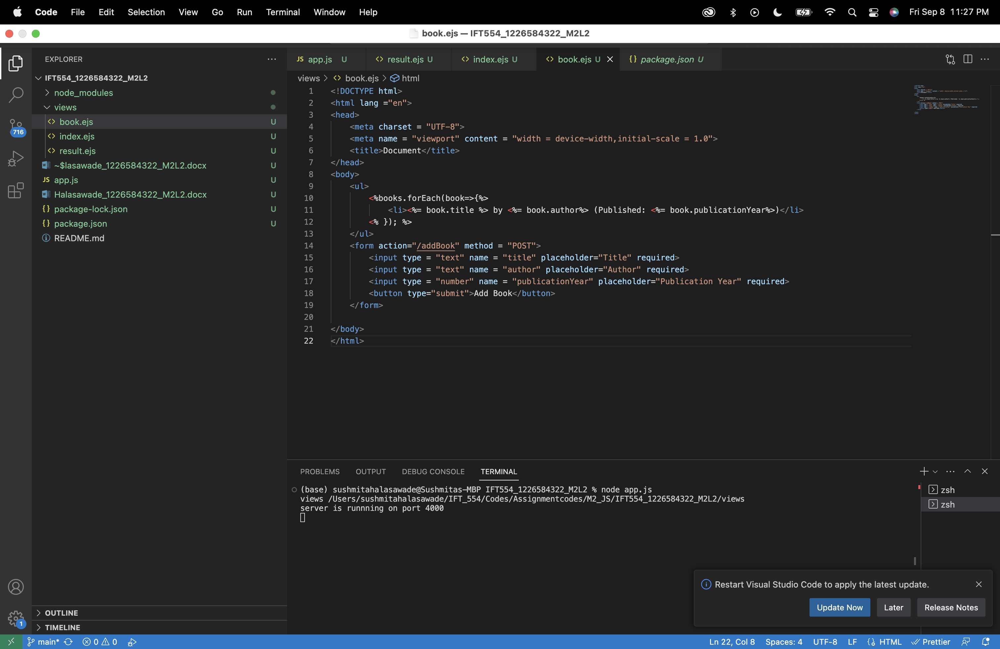 Code File Edit Selection View Go Run Terminal Window Help Fri Sep 8 11:27 PM
book.ejs — IFT554_1226584322_M2L2
EXPLORER
IFT554_1226584322_M2L2
node_modules
views
book.ejs U
index.ejs U
result.ejs U
~$lasawade_1226584322_M2L2.docx U
JS app.js U
Halasawade_1226584322_M2L2.docx U
{} package-lock.json U
{} package.json U
README.md
716
1
OUTLINE
TIMELINE
JS app.js U <> result.ejs U <> index.ejs U <> book.ejs U {} package.json U
views > <> book.ejs > html
1 <!DOCTYPE html>
2 <html lang ="en">
3 <head>
4 <meta charset = "UTF-8">
5 <meta name = "viewport" content = "width = device-width,initial-scale = 1.0">
6 <title>Document</title>
7 </head>
8 <body>
9 <ul>
10 <%books.forEach(book=>{%>
11 <li><%= book.title %> by <%= book.author%> (Published: <%= book.publicationYear%>)</li>
12 <% }); %>
13 </ul>
14 <form action="/addBook" method = "POST">
15 <input type = "text" name = "title" placeholder="Title" required>
16 <input type = "text" name = "author" placeholder="Author" required>
17 <input type = "number" name = "publicationYear" placeholder="Publication Year" required>
18 <button type="submit">Add Book</button>
19 </form>
20
21 </body>
22 </html>
PROBLEMS OUTPUT DEBUG CONSOLE TERMINAL
(base) sushmitahalasawade@Sushmitas-MBP IFT554_1226584322_M2L2 % node app.js
views /Users/sushmitahalasawade/IFT_554/Codes/Assignmentcodes/M2_JS/IFT554_1226584322_M2L2/views
server is runnning on port 4000
zsh
zsh
Restart Visual Studio Code to apply the latest update.
Update Now Later Release Notes
main* 0 0 Ln 22, Col 8 Spaces: 4 UTF-8 LF HTML Prettier